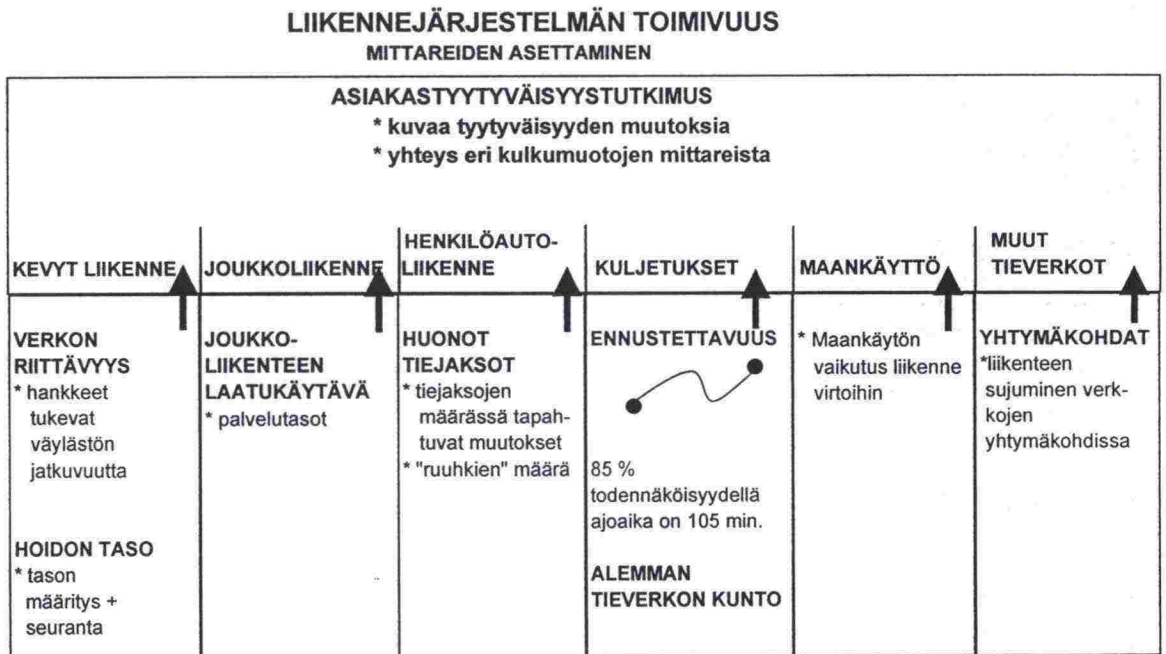 LIIKENNEJÄRJESTELMÄN TOIMIVUUS
MITTAREIDEN ASETTAMINEN
ASIAKASTYYTYVÄISYYSTUTKIMUS
* kuvaa tyytyväisyyden muutoksia
* yhteys eri kulkumuotojen mittareista
KEVYT LIIKENNE
JOUKKOLIIKENNE
HENKILÖAUTO-
LIIKENNE
KULJETUKSET
MAANKÄYTTÖ
MUUT
TIEVERKOT
VERKON
RIITTÄVYYS
* hankkeet
tukevat
väylästön
jatkuvuutta
HOIDON TASO
* tason
määritys +
seuranta
JOUKKO-
LIIKENTEEN
LAATUKÄYTÄVÄ
* palvelutasot
HUONOT
TIEJAKSOT
* tiejaksojen
määrässä tapah-
tuvat muutokset
* "ruuhkien" määrä
ENNUSTETTAVUUS
85 %
todennäköisyydellä
ajoaika on 105 min.
ALEMMAN
TIEVERKON KUNTO
* Maankäytön
vaikutus liikenne
virtoihin
YHTYMÄKOHDAT
*liikenteen
sujuminen verk-
kojen
yhtymäkohdissa